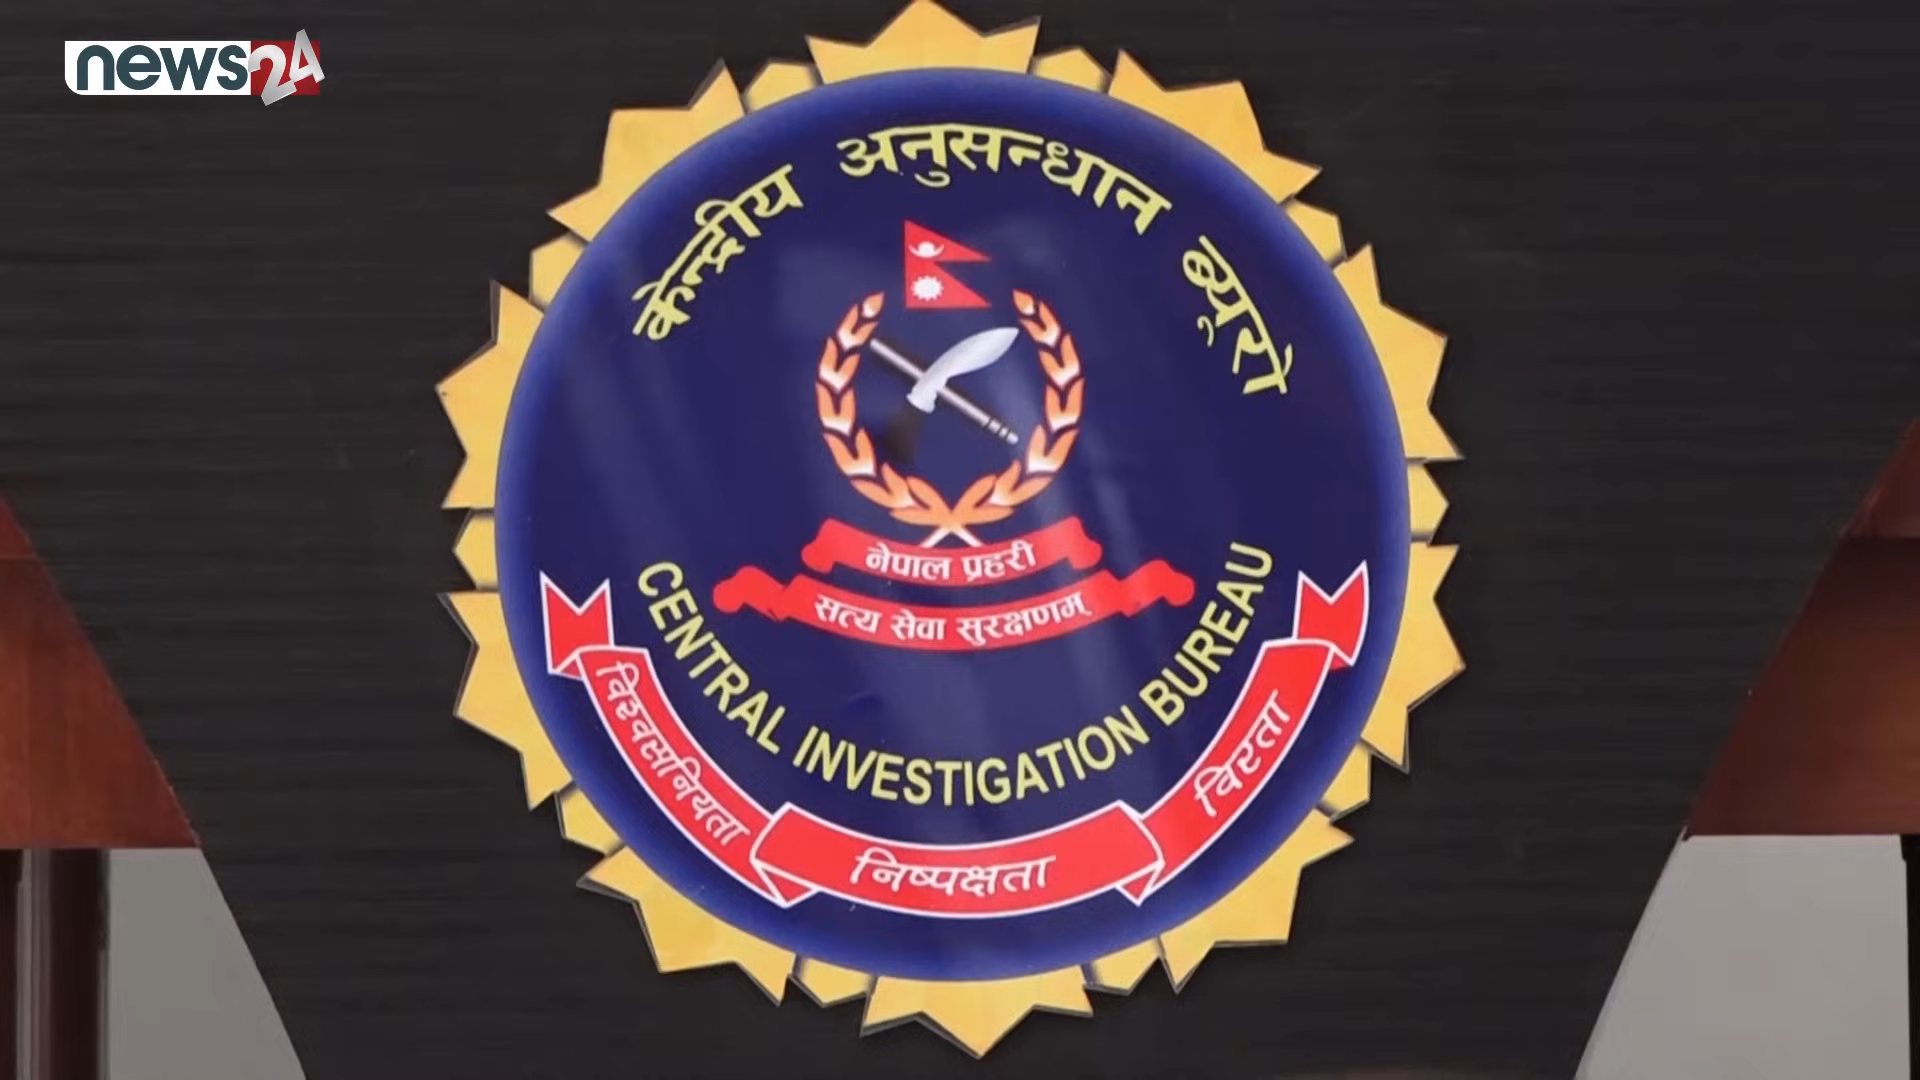 news24
केन्द्रीय अनुसन्धान ब्युरो
नेपाल प्रहरी
सत्य सेवा सुरक्षणम्
CENTRAL INVESTIGATION BUREAU
विश्वसनियता
निष्पक्षता
विरता